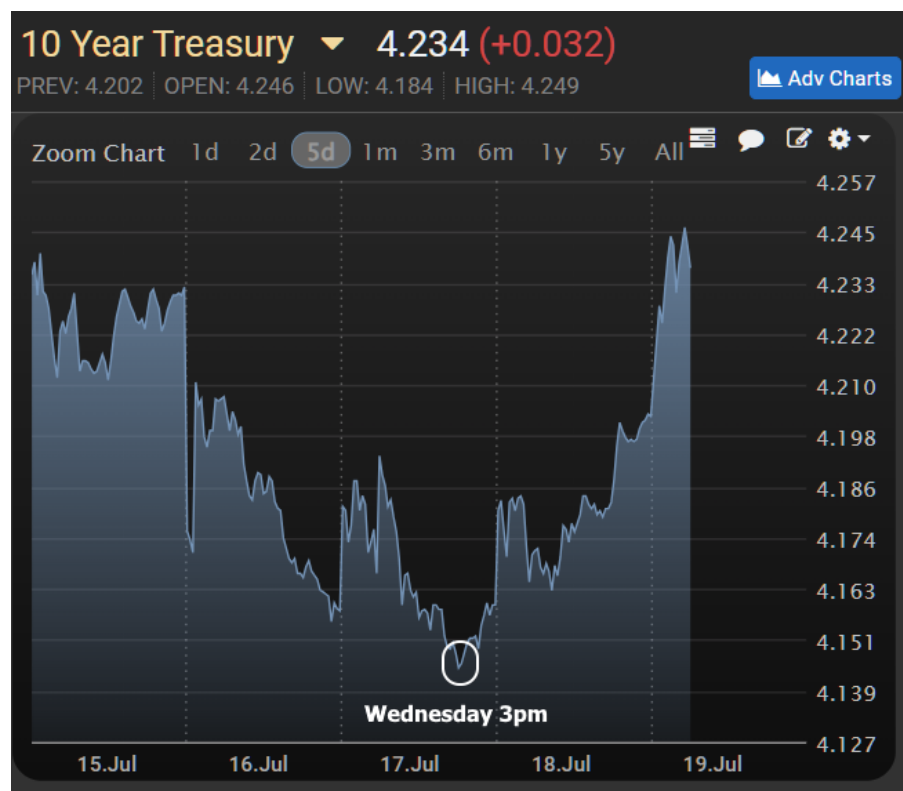 10 Year Treasury 4.234 (+0.032)
PREV: 4.202 OPEN: 4.246 LOW: 4.184 HIGH: 4.249
Adv Charts
Zoom Chart 1d 2d 5d 1m 3m 6m 1y 5y All
4.257
4.245
4.233
4.222
4.210
4.198
4.186
4.174
4.163
4.151
4.139
4.127
Wednesday 3pm
15.Jul 16.Jul 17.Jul 18.Jul 19.Jul